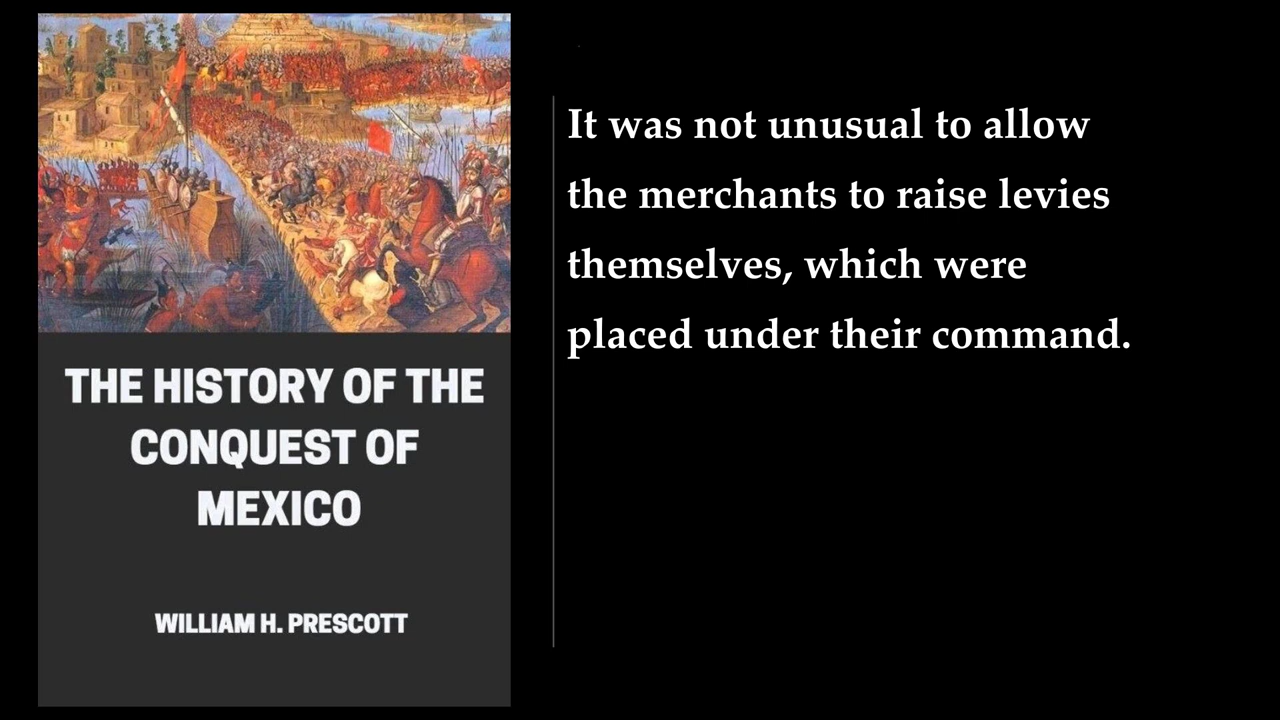 THE HISTORY OF THE
CONQUEST OF
MEXICO
WILLIAM H. PRESCOTT
It was not unusual to allow
the merchants to raise levies
themselves, which were
placed under their command.